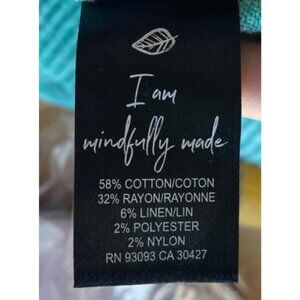 I am
mindfully made
58% COTTON/COTON
32% RAYON/RAYONNE
6% LINEN/LIN
2% POLYESTER
2% NYLON
RN 93093 CA 30427